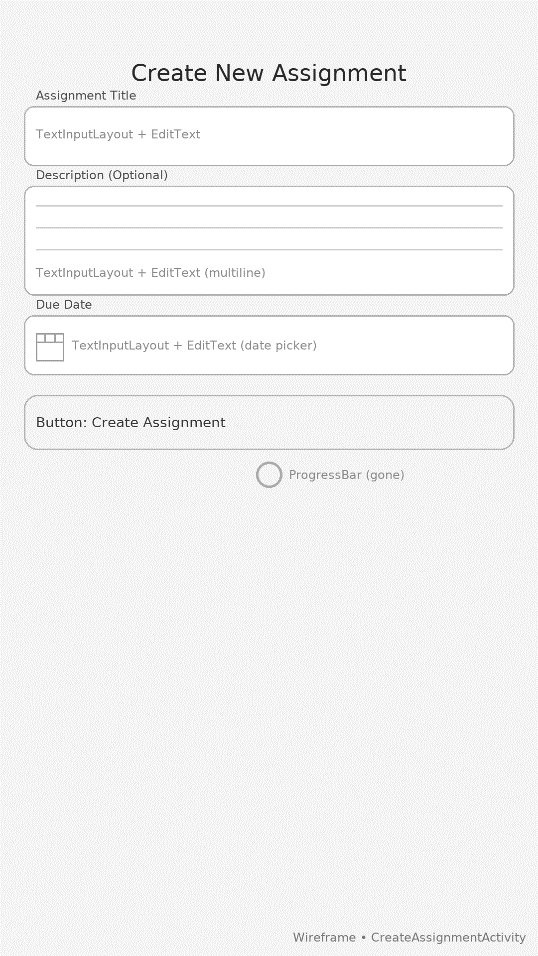 Create New Assignment
Assignment Title
TextInputLayout + EditText
Description (Optional)
TextInputLayout + EditText (multiline)
Due Date
TextInputLayout + EditText (date picker)
Button: Create Assignment
ProgressBar (gone)
Wireframe • CreateAssignmentActivity